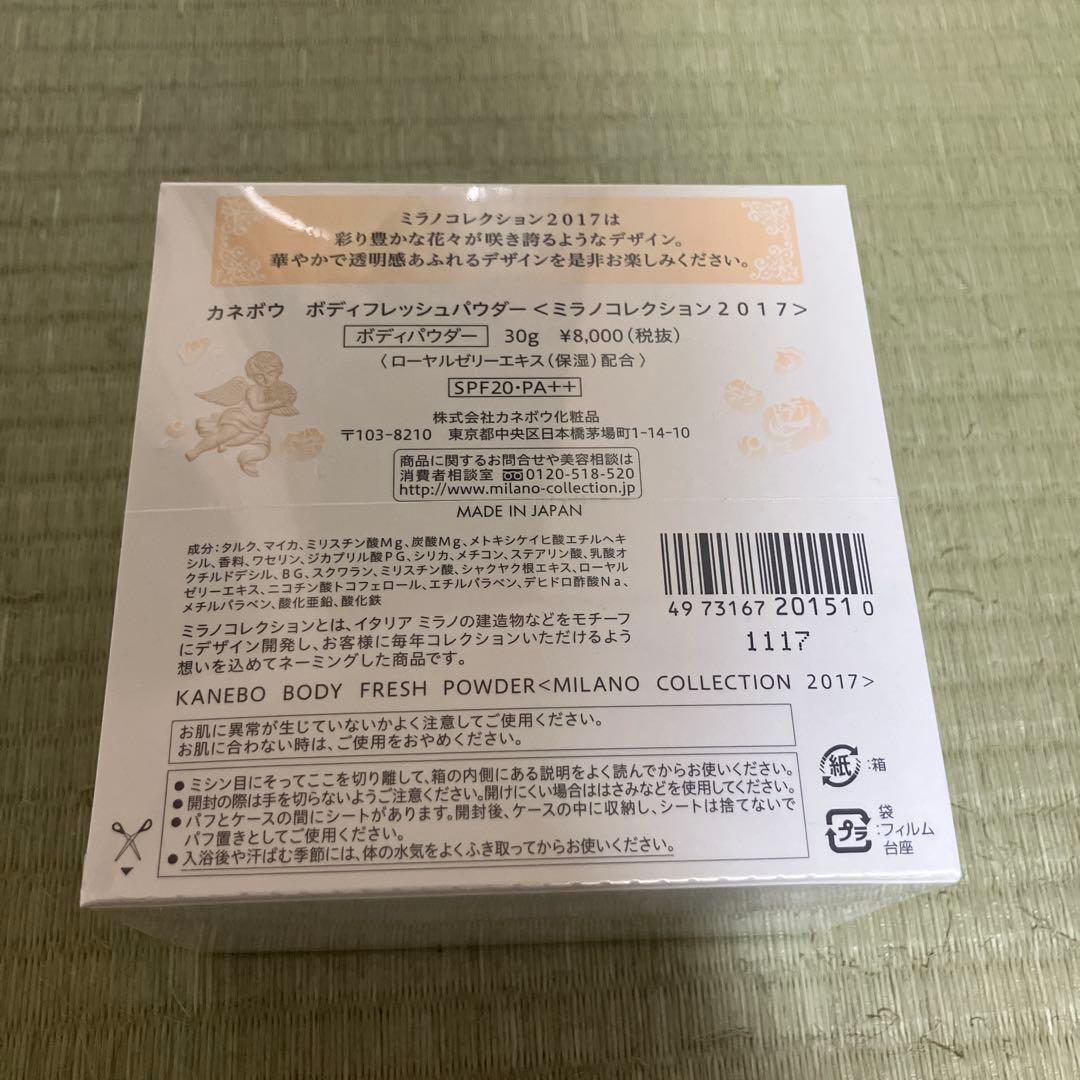 ミラノコレクション2017は
彩り豊かな花々が咲き誇るようなデザイン。
華やかで透明感あふれるデザインを是非お楽しみください。
カネボウ ボディフレッシュパウダー<ミラノコレクション2017>
ボディパウダー 30g ¥8,000(税抜)
〈ローヤルゼリーエキス(保湿)配合〉
SPF20・PA++
株式会社カネボウ化粧品
〒103-8210 東京都中央区日本橋茅場町1-14-10
商品に関するお問合せや美容相談は
消費者相談室 0120-518-520
http://www.milano-collection.jp
MADE IN JAPAN
成分:タルク、マイカ、ミリスチン酸Mg、炭酸Mg、メトキシケイヒ酸エチルヘキ
シル、香料、ワセリン、ジカプリル酸PG、シリカ、メチコン、ステアリン酸、乳酸オ
クチルドデシル、BG、スクワラン、ミリスチン酸、シャクヤク根エキス、ローヤル
ゼリーエキス、ニコチン酸トコフェロール、エチルパラベン、デヒドロ酢酸Na、
メチルパラベン、酸化亜鉛、酸化鉄
4973167201510
1117
ミラノコレクションとは、イタリア ミラノの建造物などをモチーフ
にデザイン開発し、お客様に毎年コレクションいただけるよう
想いを込めてネーミングした商品です。
KANEBO BODY FRESH POWDER<MILANO COLLECTION 2017>
お肌に異常が生じていないかよく注意してご使用ください。
お肌に合わない時は、ご使用をおやめください。
●ミシン目にそってここを切り離して、箱の内側にある説明をよく読んでからお使いください。
●開封の際は手を切らないようご注意ください。開けにくい場合ははさみなどを使用してください。
●パフとケースの間にシートがあります。開封後、ケースの中に収納し、シートは捨てないで
パフ置きとしてご使用ください。
●入浴後や汗ばむ季節には、体の水気をよくふき取ってからお使いください。
紙 :箱
プラ :袋
フィルム
台座